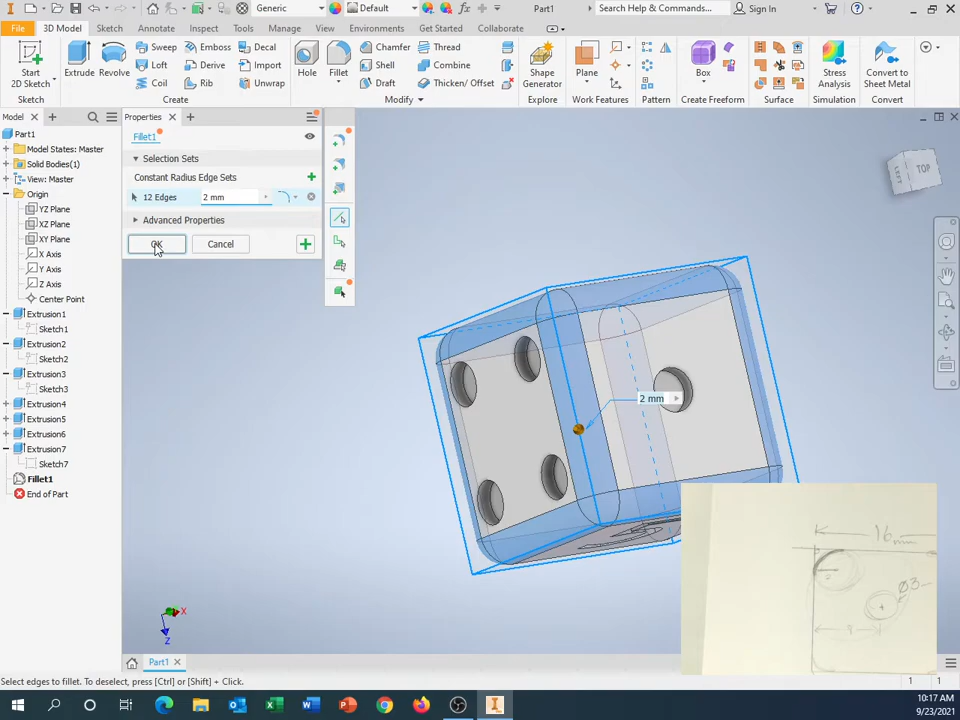 Generic
Default
Part1
Search Help & Commands...
Sign In
File
3D Model
Sketch
Annotate
Inspect
Tools
Manage
View
Environments
Get Started
Collaborate
Start
2D Sketch
Extrude
Revolve
Sweep
Loft
Coil
Emboss
Derive
Rib
Decal
Import
Unwrap
Hole
Fillet
Chamfer
Shell
Draft
Thread
Combine
Thicken/ Offset
Shape
Generator
Plane
Box
Stress
Analysis
Convert to
Sheet Metal
Sketch
Create
Modify
Explore
Work Features
Pattern
Create Freeform
Surface
Simulation
Convert
Model
Part1
Model States: Master
Solid Bodies(1)
View: Master
Origin
YZ Plane
XZ Plane
XY Plane
X Axis
Y Axis
Z Axis
Center Point
Extrusion1
Sketch1
Extrusion2
Sketch2
Extrusion3
Sketch3
Extrusion4
Extrusion5
Extrusion6
Extrusion7
Sketch7
Fillet1
End of Part
Properties
Fillet1
Selection Sets
Constant Radius Edge Sets
12 Edges
2 mm
Advanced Properties
OK
Cancel
2 mm
LEFT
Z
X
16mm
Ø3
Part1
Select edges to fillet. To deselect, press [Ctrl] or [Shift] + Click.
1
1
10:17 AM
9/23/2021